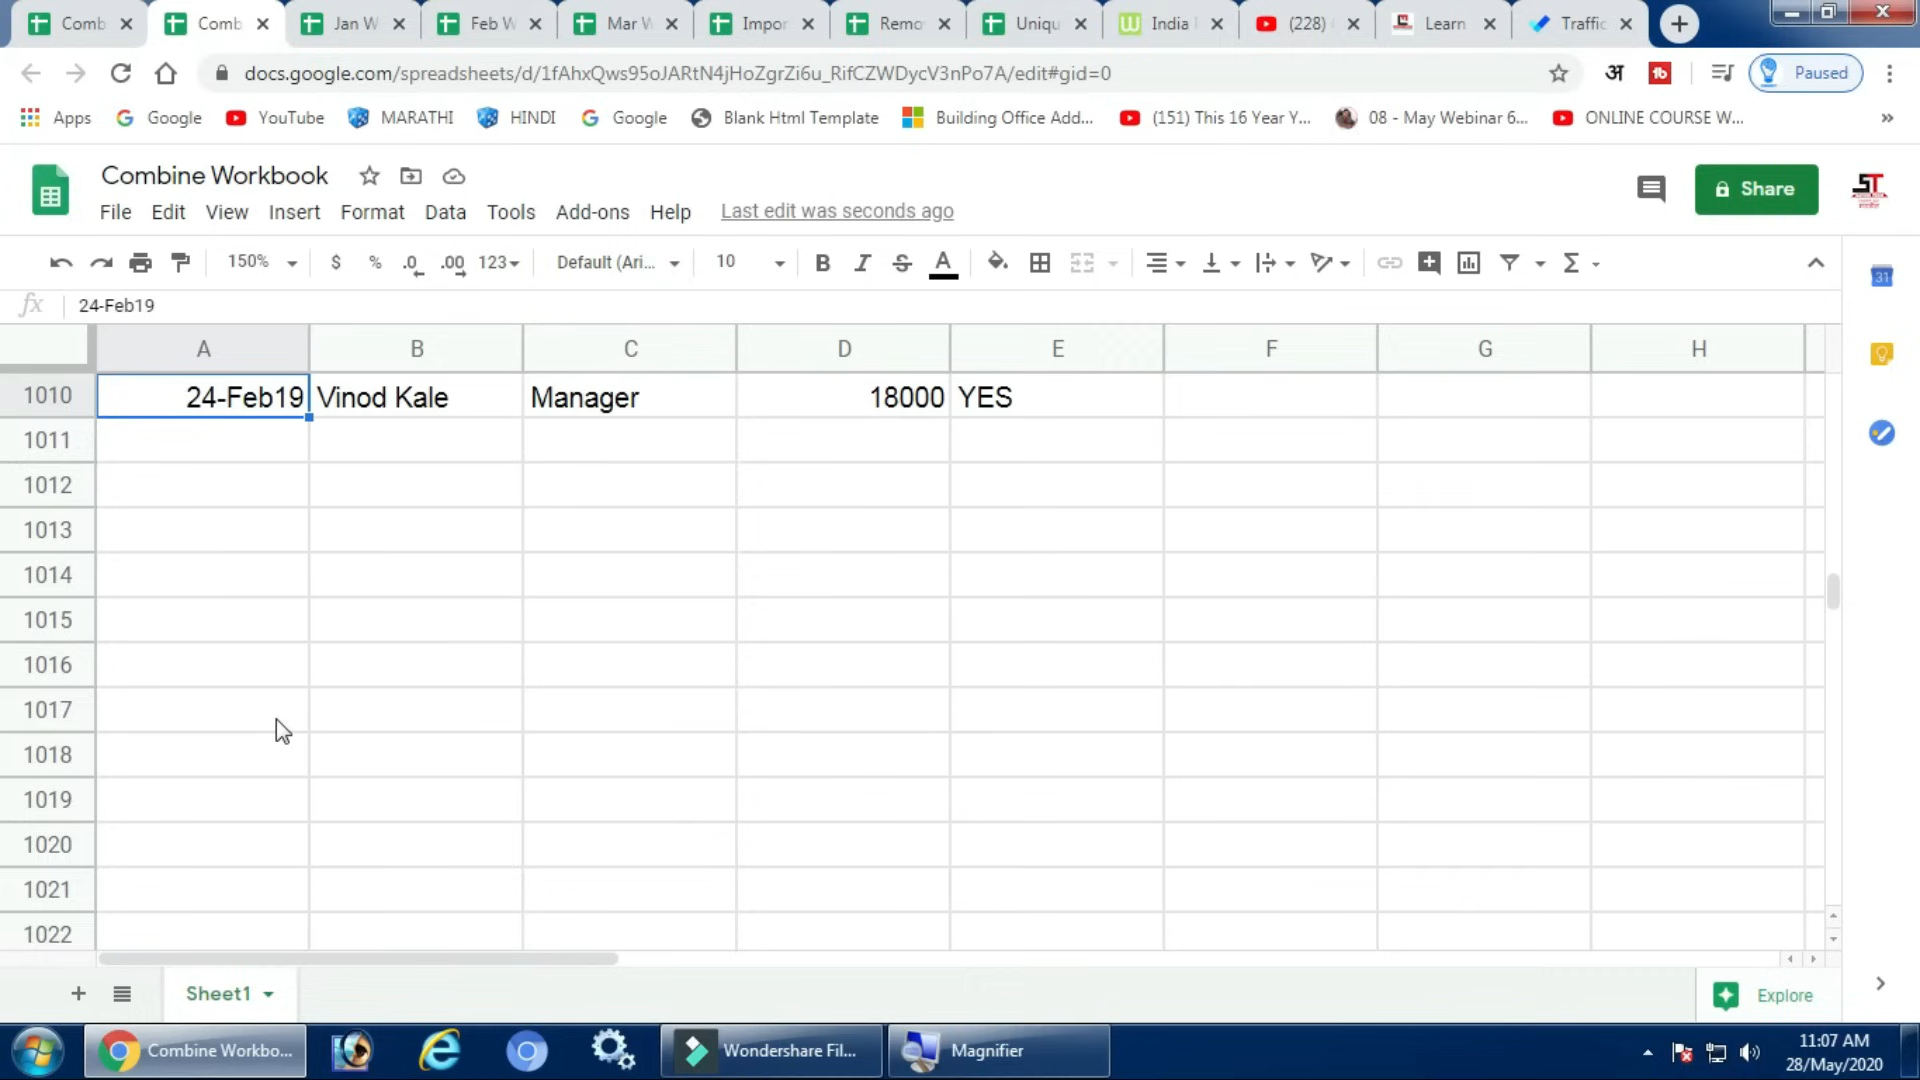 Comb
Comb
Jan W
Feb W
Mar W
Impor
Remo
Uniqu
India
(228)
Learn
Traffic
docs.google.com/spreadsheets/d/1fAhxQws95oJARtN4jHoZgrZi6u_RifCZWDycV3nPo7A/edit#gid=0
अ
Paused
Apps
Google
YouTube
MARATHI
HINDI
Google
Blank Html Template
Building Office Add...
(151) This 16 Year Y...
08 - May Webinar 6...
ONLINE COURSE W...
»
Combine Workbook
Share
ST
File Edit View Insert Format Data Tools Add-ons Help Last edit was seconds ago
150% $ % .0 .00 123 Default (Ari... 10 B I S A Σ
31
fx 24-Feb19
A B C D E F G H
1010 24-Feb19 Vinod Kale Manager 18000 YES
1011
1012
1013
1014
1015
1016
1017
1018
1019
1020
1021
1022
Sheet1
Explore
Combine Workbo...
Wondershare Fil...
Magnifier
11:07 AM
28/May/2020